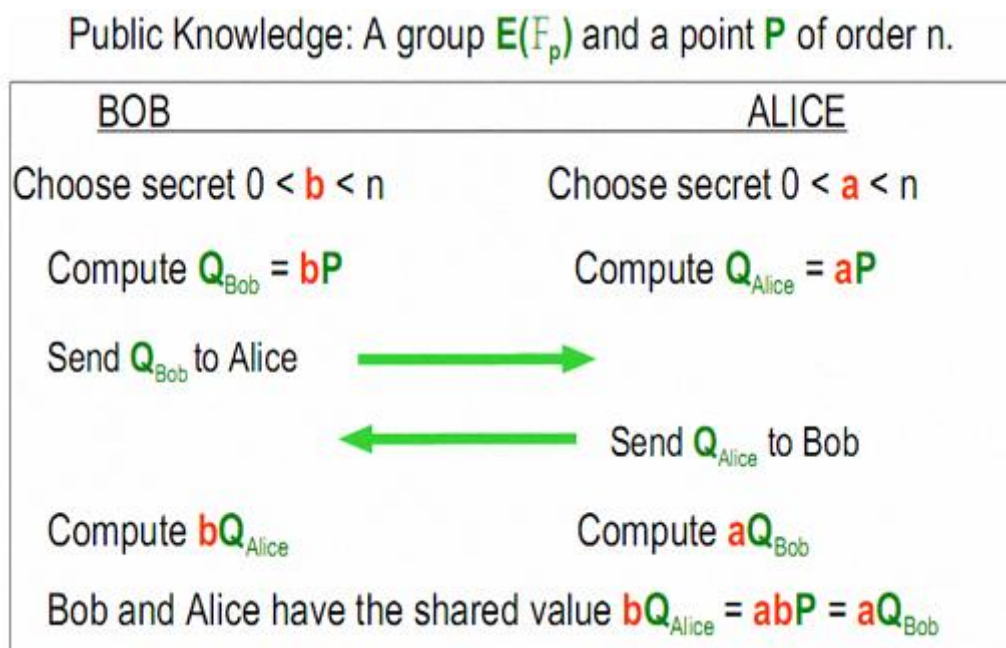 Public Knowledge: A group E(𝔽p) and a point P of order n.
BOB ALICE
Choose secret 0 < b < n Choose secret 0 < a < n
Compute QBob = bP Compute QAlice = aP
Send QBob to Alice
Send QAlice to Bob
Compute bQAlice Compute aQBob
Bob and Alice have the shared value bQAlice = abP = aQBob